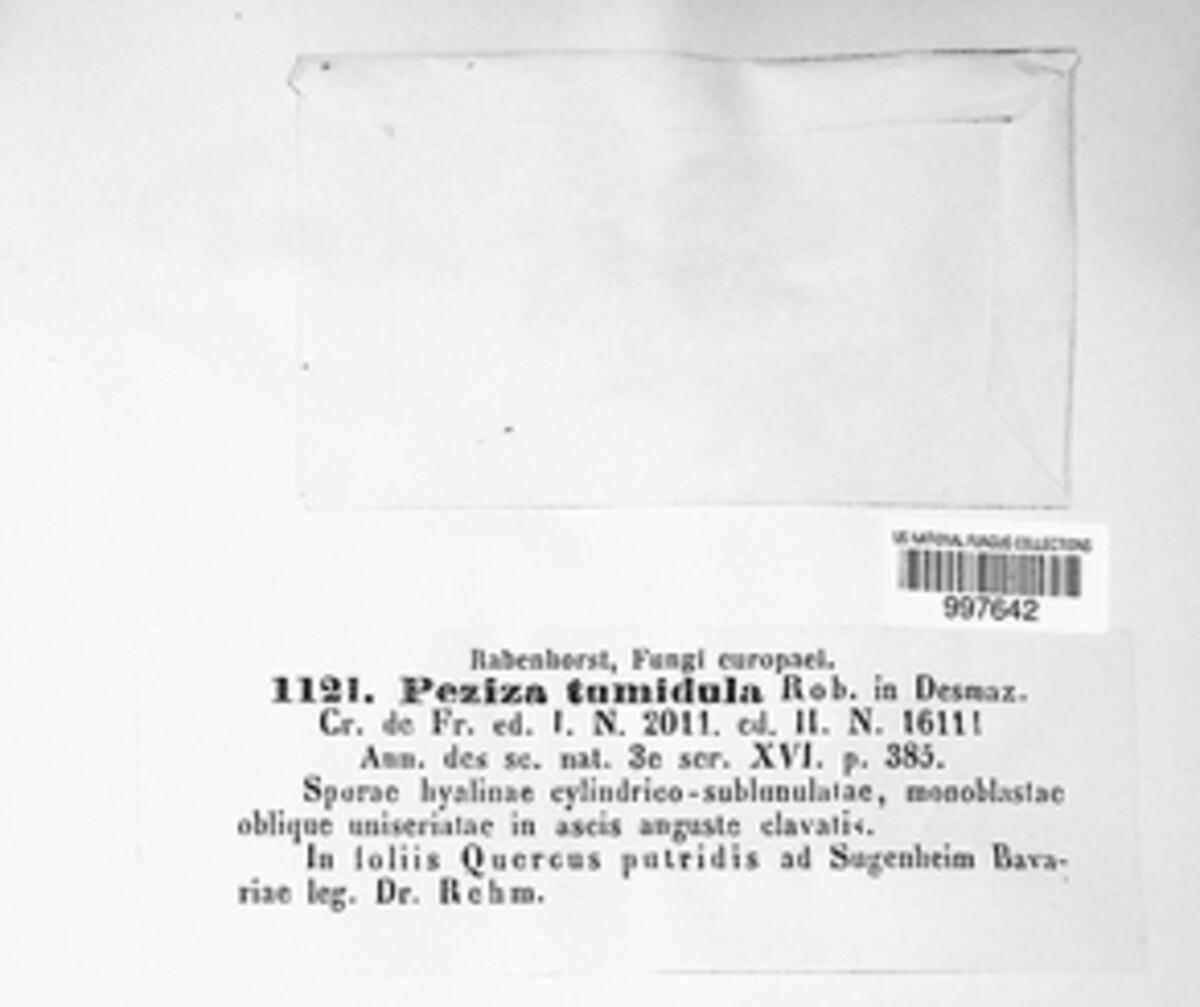 US NATIONAL FUNGUS COLLECTIONS
997642
Rabenhorst, Fungi europaei.
1121. Peziza tumidula Rob. in Desmaz.
Cr. de Fr. ed. I. N. 2011. ed. II. N. 1611!
Ann. des sc. nat. 3e ser. XVI. p. 385.
Sporae hyalinae cylindrico-sublunulatae, monoblastae
oblique uniseriatae in ascis anguste clavatis.
In foliis Quercus putridis ad Sugenheim Bava-
riae leg. Dr. Rehm.